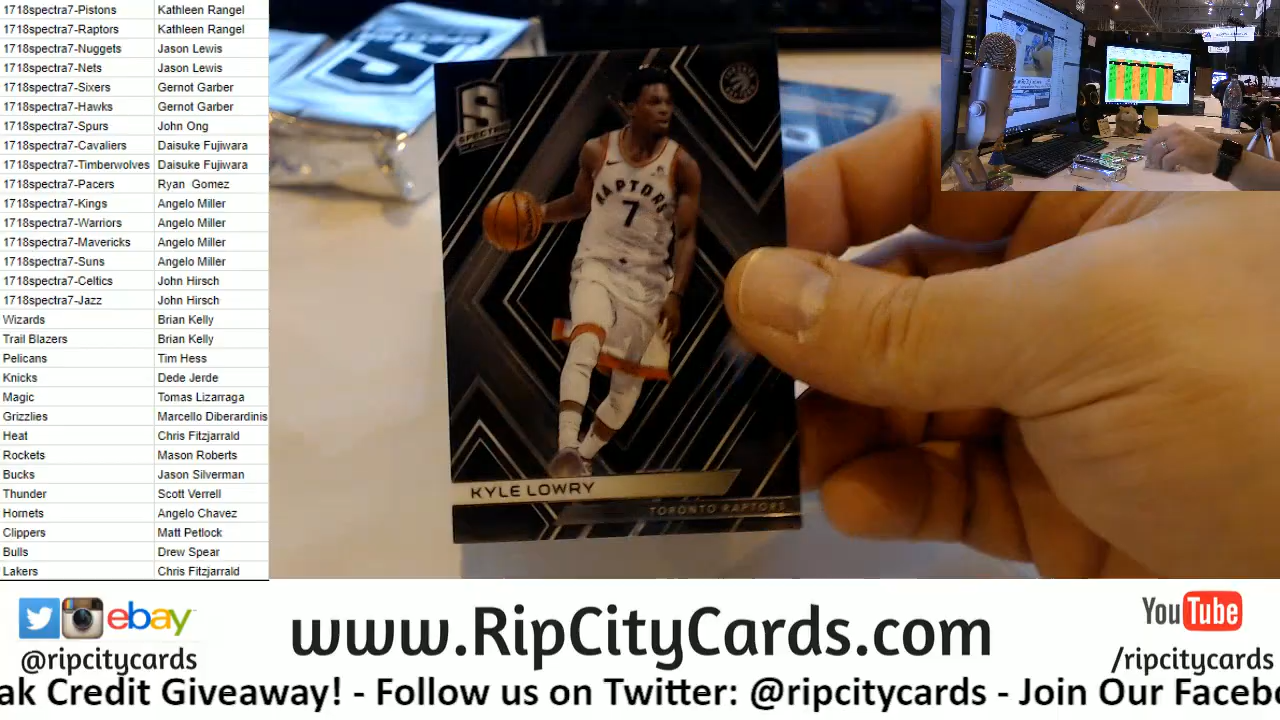 1718spectra7-Pistons Kathleen Rangel
1718spectra7-Raptors Kathleen Rangel
1718spectra7-Nuggets Jason Lewis
1718spectra7-Nets Jason Lewis
1718spectra7-Sixers Gernot Garber
1718spectra7-Hawks Gernot Garber
1718spectra7-Spurs John Ong
1718spectra7-Cavaliers Daisuke Fujiwara
1718spectra7-Timberwolves Daisuke Fujiwara
1718spectra7-Pacers Ryan Gomez
1718spectra7-Kings Angelo Miller
1718spectra7-Warriors Angelo Miller
1718spectra7-Mavericks Angelo Miller
1718spectra7-Suns Angelo Miller
1718spectra7-Celtics John Hirsch
1718spectra7-Jazz John Hirsch
Wizards Brian Kelly
Trail Blazers Brian Kelly
Pelicans Tim Hess
Knicks Dede Jerde
Magic Tomas Lizarraga
Grizzlies Marcello Diberardinis
Heat Chris Fitzjarrald
Rockets Mason Roberts
Bucks Jason Silverman
Thunder Scott Verrell
Hornets Angelo Chavez
Clippers Matt Petlock
Bulls Drew Spear
Lakers Chris Fitzjarrald
S
SPECTRA
RAPTORS
7
KYLE LOWRY
TORONTO RAPTORS
ebay
@ripcitycards
www.RipCityCards.com
YouTube
/ripcitycards
ak Credit Giveaway! - Follow us on Twitter: @ripcitycards - Join Our Facebo